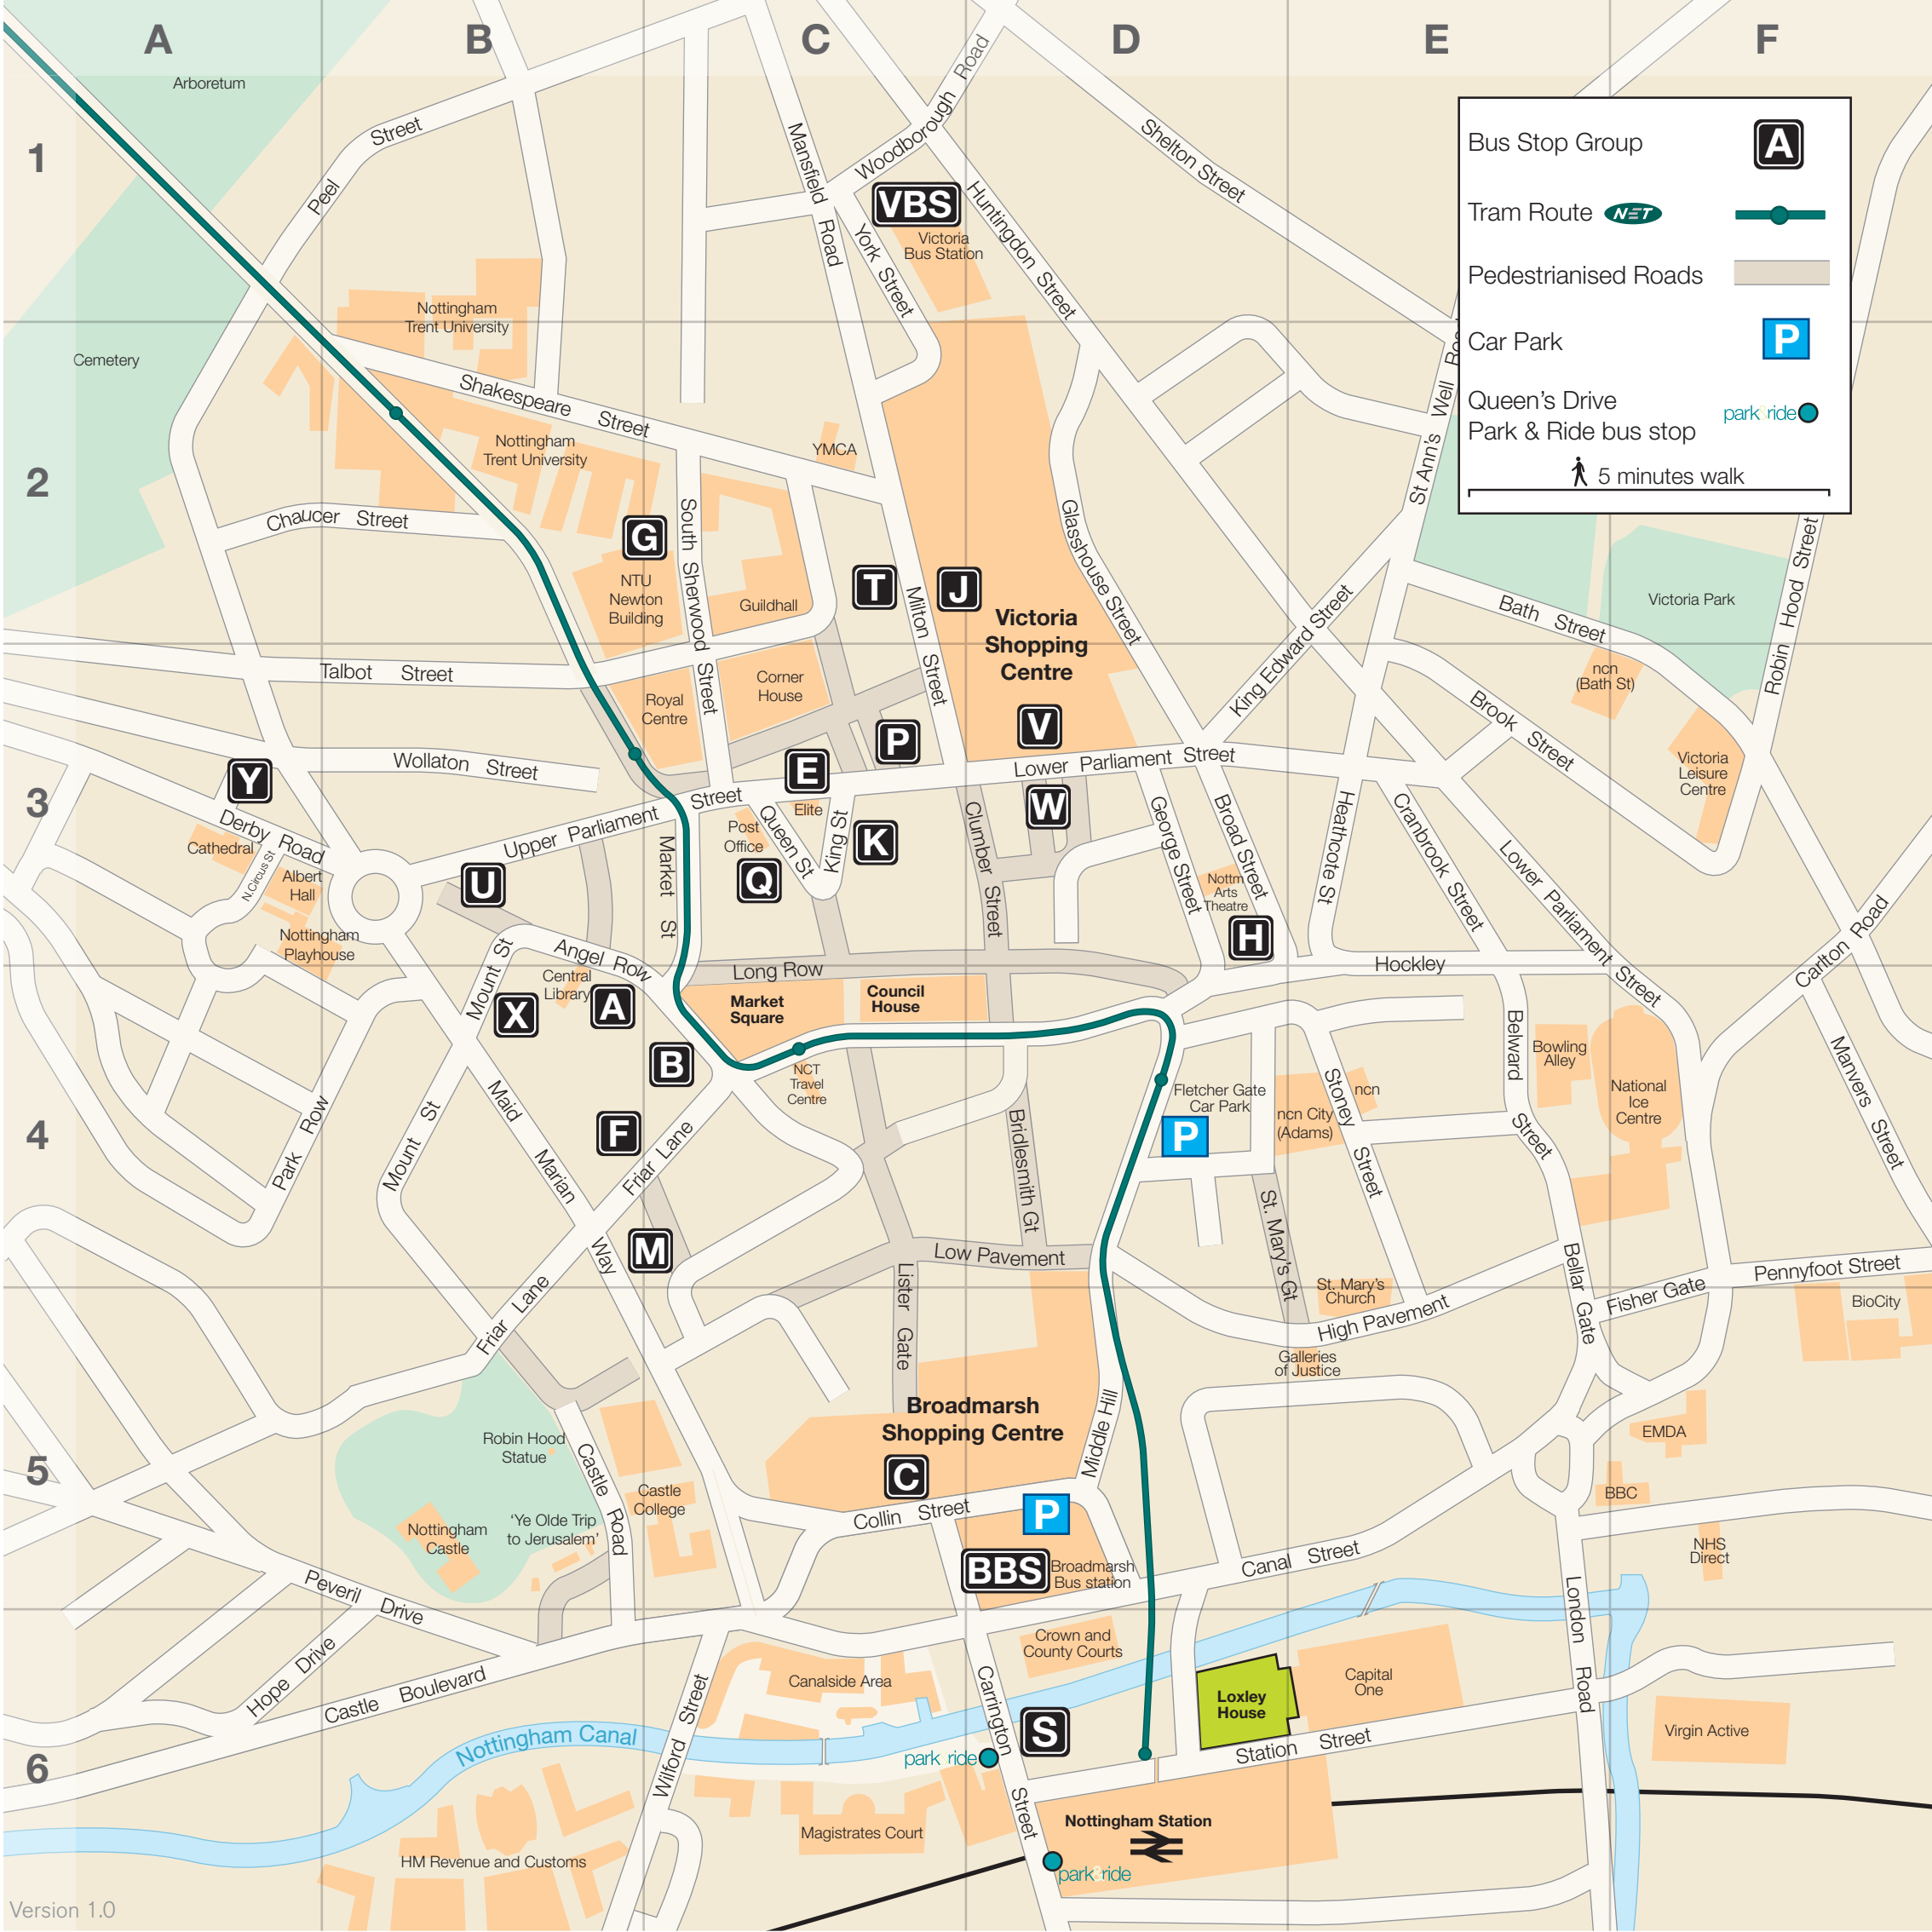 A
B
C
D
E
F
1
2
3
4
5
6
Bus Stop Group
A
Tram Route
NET
Pedestrianised Roads
Car Park
P
Queen's Drive
Park & Ride bus stop
park ride
5 minutes walk
Arboretum
Peel Street
Mansfield Road
Woodborough Road
VBS
Victoria
Bus Station
York Street
Huntingdon Street
Shelton Street
Nottingham
Trent University
Cemetery
Shakespeare Street
Nottingham
Trent University
YMCA
St Ann's Well
Chaucer Street
G
South Sherwood Street
NTU
Newton
Building
Guildhall
T
J
Milton Street
Glasshouse Street
Victoria
Shopping
Centre
King Edward Street
Bath Street
Victoria Park
Robin Hood Street
Talbot Street
Royal
Centre
Corner
House
ncn
(Bath St)
Brook Street
Wollaton Street
Y
P
E
V
Lower Parliament Street
Victoria
Leisure
Centre
Derby Road
Cathedral
N.Circus St
Albert
Hall
Nottingham
Playhouse
Upper Parliament Street
Elite
Post
Office
Queen St
King St
K
Q
W
Clumber Street
George Street
Broad Street
Heathcote St
Cranbrook Street
Lower Parliament Street
U
Market St
Nottm
Arts
Theatre
H
Carlton Road
Mount St
Angel Row
Central
Library
Long Row
Hockley
X
A
Market
Square
Council
House
B
NCT
Travel
Centre
Fletcher Gate
Car Park
P
ncn City
(Adams)
ncn
Stoney Street
Belward Street
Bowling
Alley
National
Ice
Centre
Manvers Street
Park Row
Mount St
Maid Marian Way
F
Friar Lane
M
Bridlesmith Gt
St. Mary's Gt
Low Pavement
Lister Gate
St. Mary's
Church
High Pavement
Bellar Gate
Fisher Gate
Pennyfoot Street
BioCity
Friar Lane
Galleries
of Justice
Broadmarsh
Shopping Centre
C
Middle Hill
EMDA
Robin Hood
Statue
Castle Road
Castle
College
Collin Street
P
BBC
Nottingham
Castle
'Ye Olde Trip
to Jerusalem'
BBS
Broadmarsh
Bus station
Canal Street
NHS
Direct
Peveril Drive
Hope Drive
Castle Boulevard
Crown and
County Courts
London Road
Canalside Area
Carrington Street
Loxley
House
Capital
One
Nottingham Canal
Wilford Street
park ride
S
Station Street
Virgin Active
Magistrates Court
Nottingham Station
park&ride
HM Revenue and Customs
Version 1.0